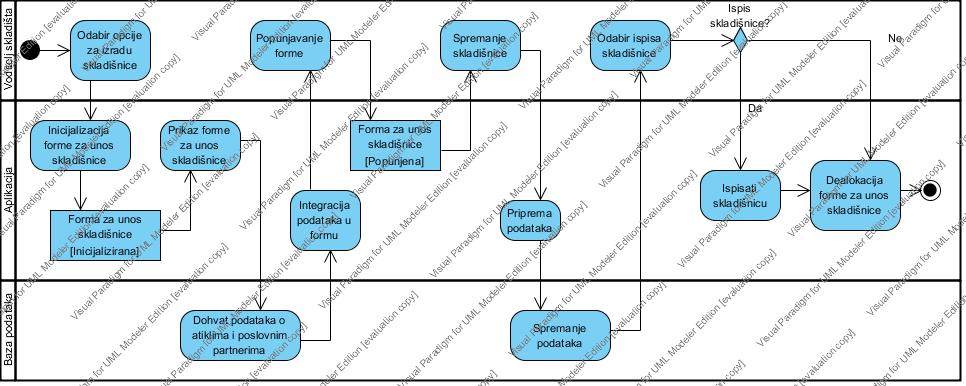 Voditelj skladišta
Odabir opcije
za izradu
skladišnice
Popunjavanje
forme
Spremanje
skladišnice
Odabir ispisa
skladišnice
Ispis
skladišnice?
Ne
Da
Aplikacija
Inicijalizacija
forme za unos
skladišnice
Prikaz forme
za unos
skladišnice
Forma za unos
skladišnice
[Popunjena]
Forma za unos
skladišnice
[Inicijalizirana]
Integracija
podataka u
formu
Priprema
podataka
Ispisati
skladišnicu
Dealokacija
forme za unos
skladišnice
Baza podataka
Dohvat podataka o
atiklima i poslovnim
partnerima
Spremanje
podataka
Visual Paradigm for UML Modeler Edition [evaluation copy]